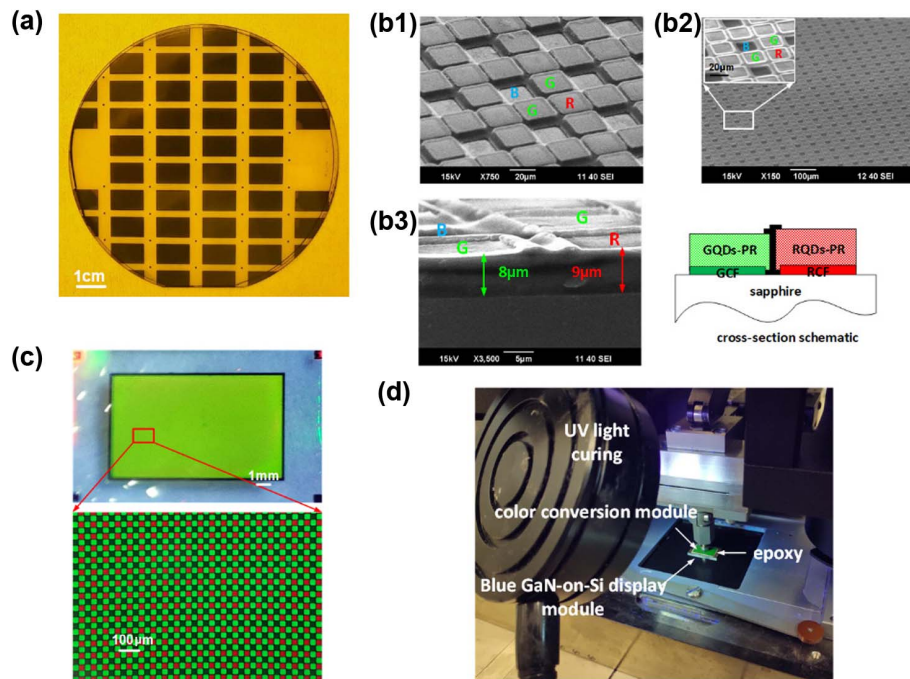 (a)
1cm
(b1)
B
G
G
R
15kV X750 20µm 11 40 SEI
(b2)
B
G
G
R
20µm
15kV X150 100µm 12 40 SEI
(b3)
B
G
G
R
8µm
9µm
15kV X3,500 5µm 11 40 SEI
GQDs-PR
RQDs-PR
GCF
RCF
sapphire
cross-section schematic
(c)
1mm
100µm
(d)
UV light
curing
color conversion module
epoxy
Blue GaN-on-Si display
module